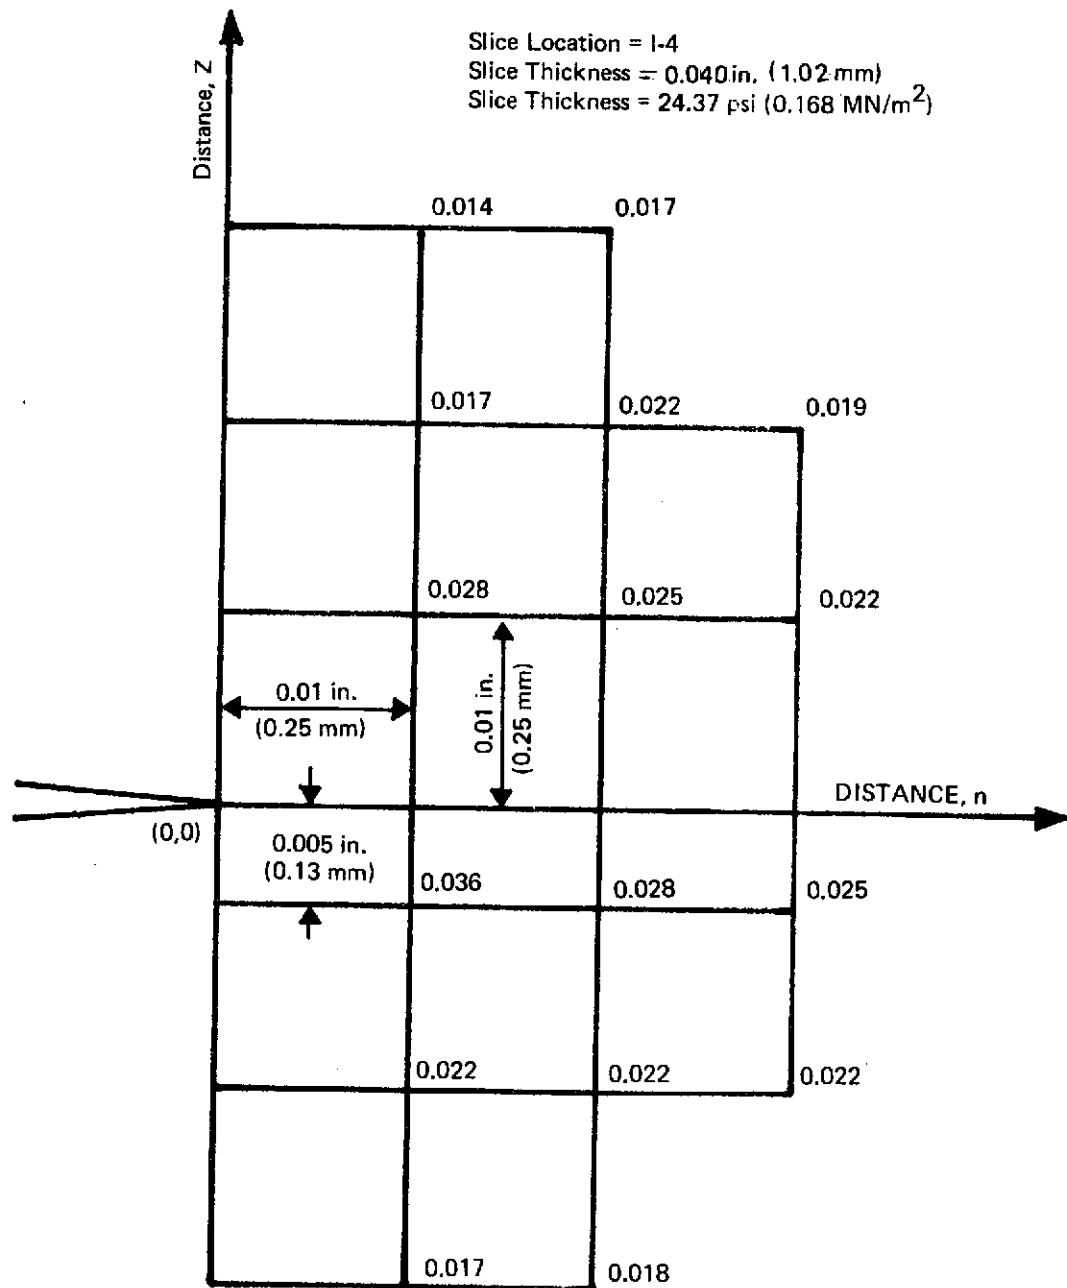 Slice Location = I-4
Slice Thickness = 0.040 in. (1.02 mm)
Slice Thickness = 24.37 psi (0.168 MN/m²)
Distance, Z
0.014 0.017
0.017 0.022 0.019
0.028 0.025 0.022
0.01 in.
(0.25 mm)
0.01 in.
(0.25 mm)
DISTANCE, n
(0,0)
0.005 in.
(0.13 mm)
0.036 0.028 0.025
0.022 0.022 0.022
0.017 0.018